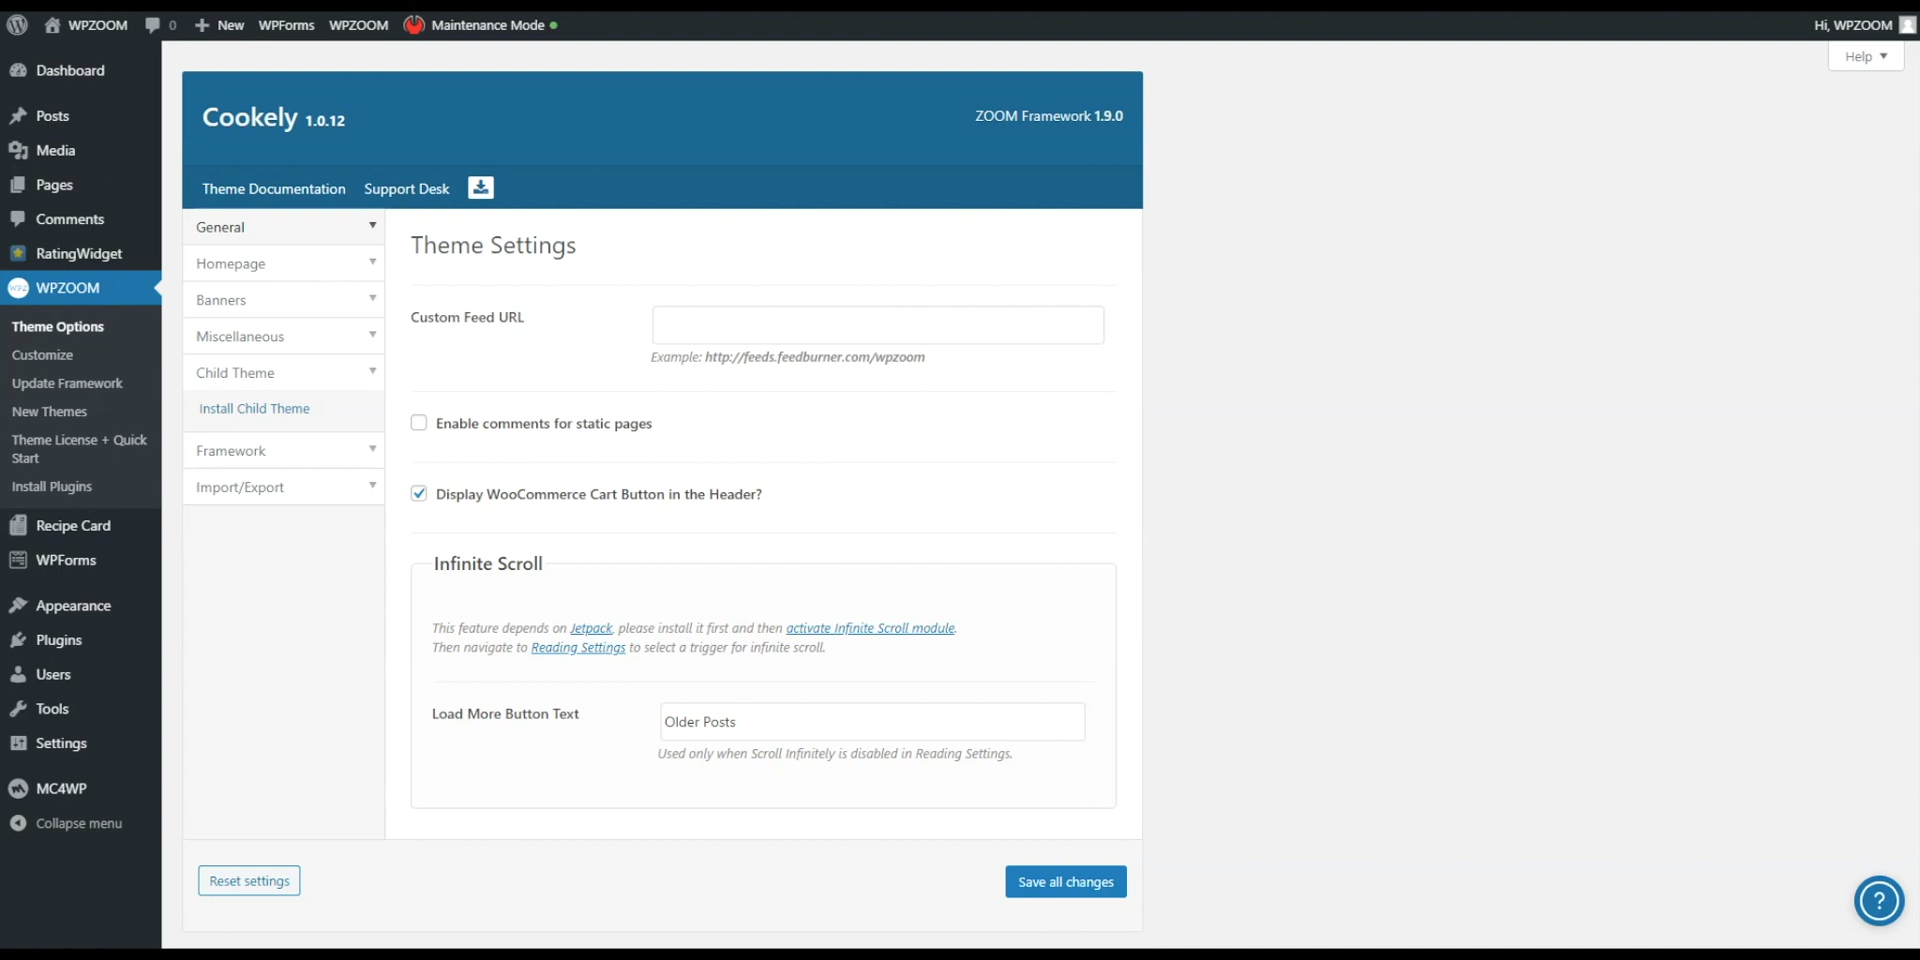 WPZOOM 0 New WPForms WPZOOM Maintenance Mode Hi, WPZOOM
Help
Dashboard
Posts
Media
Pages
Comments
RatingWidget
WPZ WPZOOM
Theme Options
Customize
Update Framework
New Themes
Theme License + Quick
Start
Install Plugins
Recipe Card
WPForms
Appearance
Plugins
Users
Tools
Settings
MC4WP
Collapse menu
Cookely 1.0.12
ZOOM Framework 1.9.0
Theme Documentation Support Desk
General
Homepage
Banners
Miscellaneous
Child Theme
Install Child Theme
Framework
Import/Export
Theme Settings
Custom Feed URL
Example: http://feeds.feedburner.com/wpzoom
Enable comments for static pages
Display WooCommerce Cart Button in the Header?
Infinite Scroll
This feature depends on Jetpack, please install it first and then activate Infinite Scroll module.
Then navigate to Reading Settings to select a trigger for infinite scroll.
Load More Button Text
Older Posts
Used only when Scroll Infinitely is disabled in Reading Settings.
Reset settings
Save all changes
?